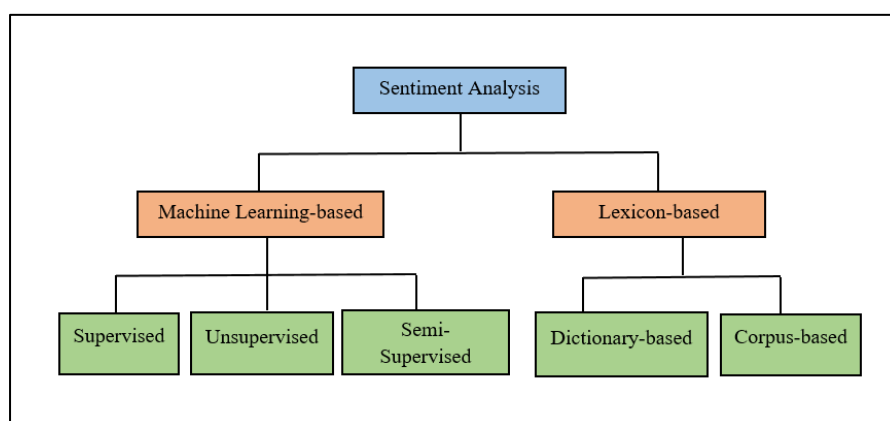 Sentiment Analysis
Machine Learning-based
Lexicon-based
Supervised
Unsupervised
Semi-
Supervised
Dictionary-based
Corpus-based